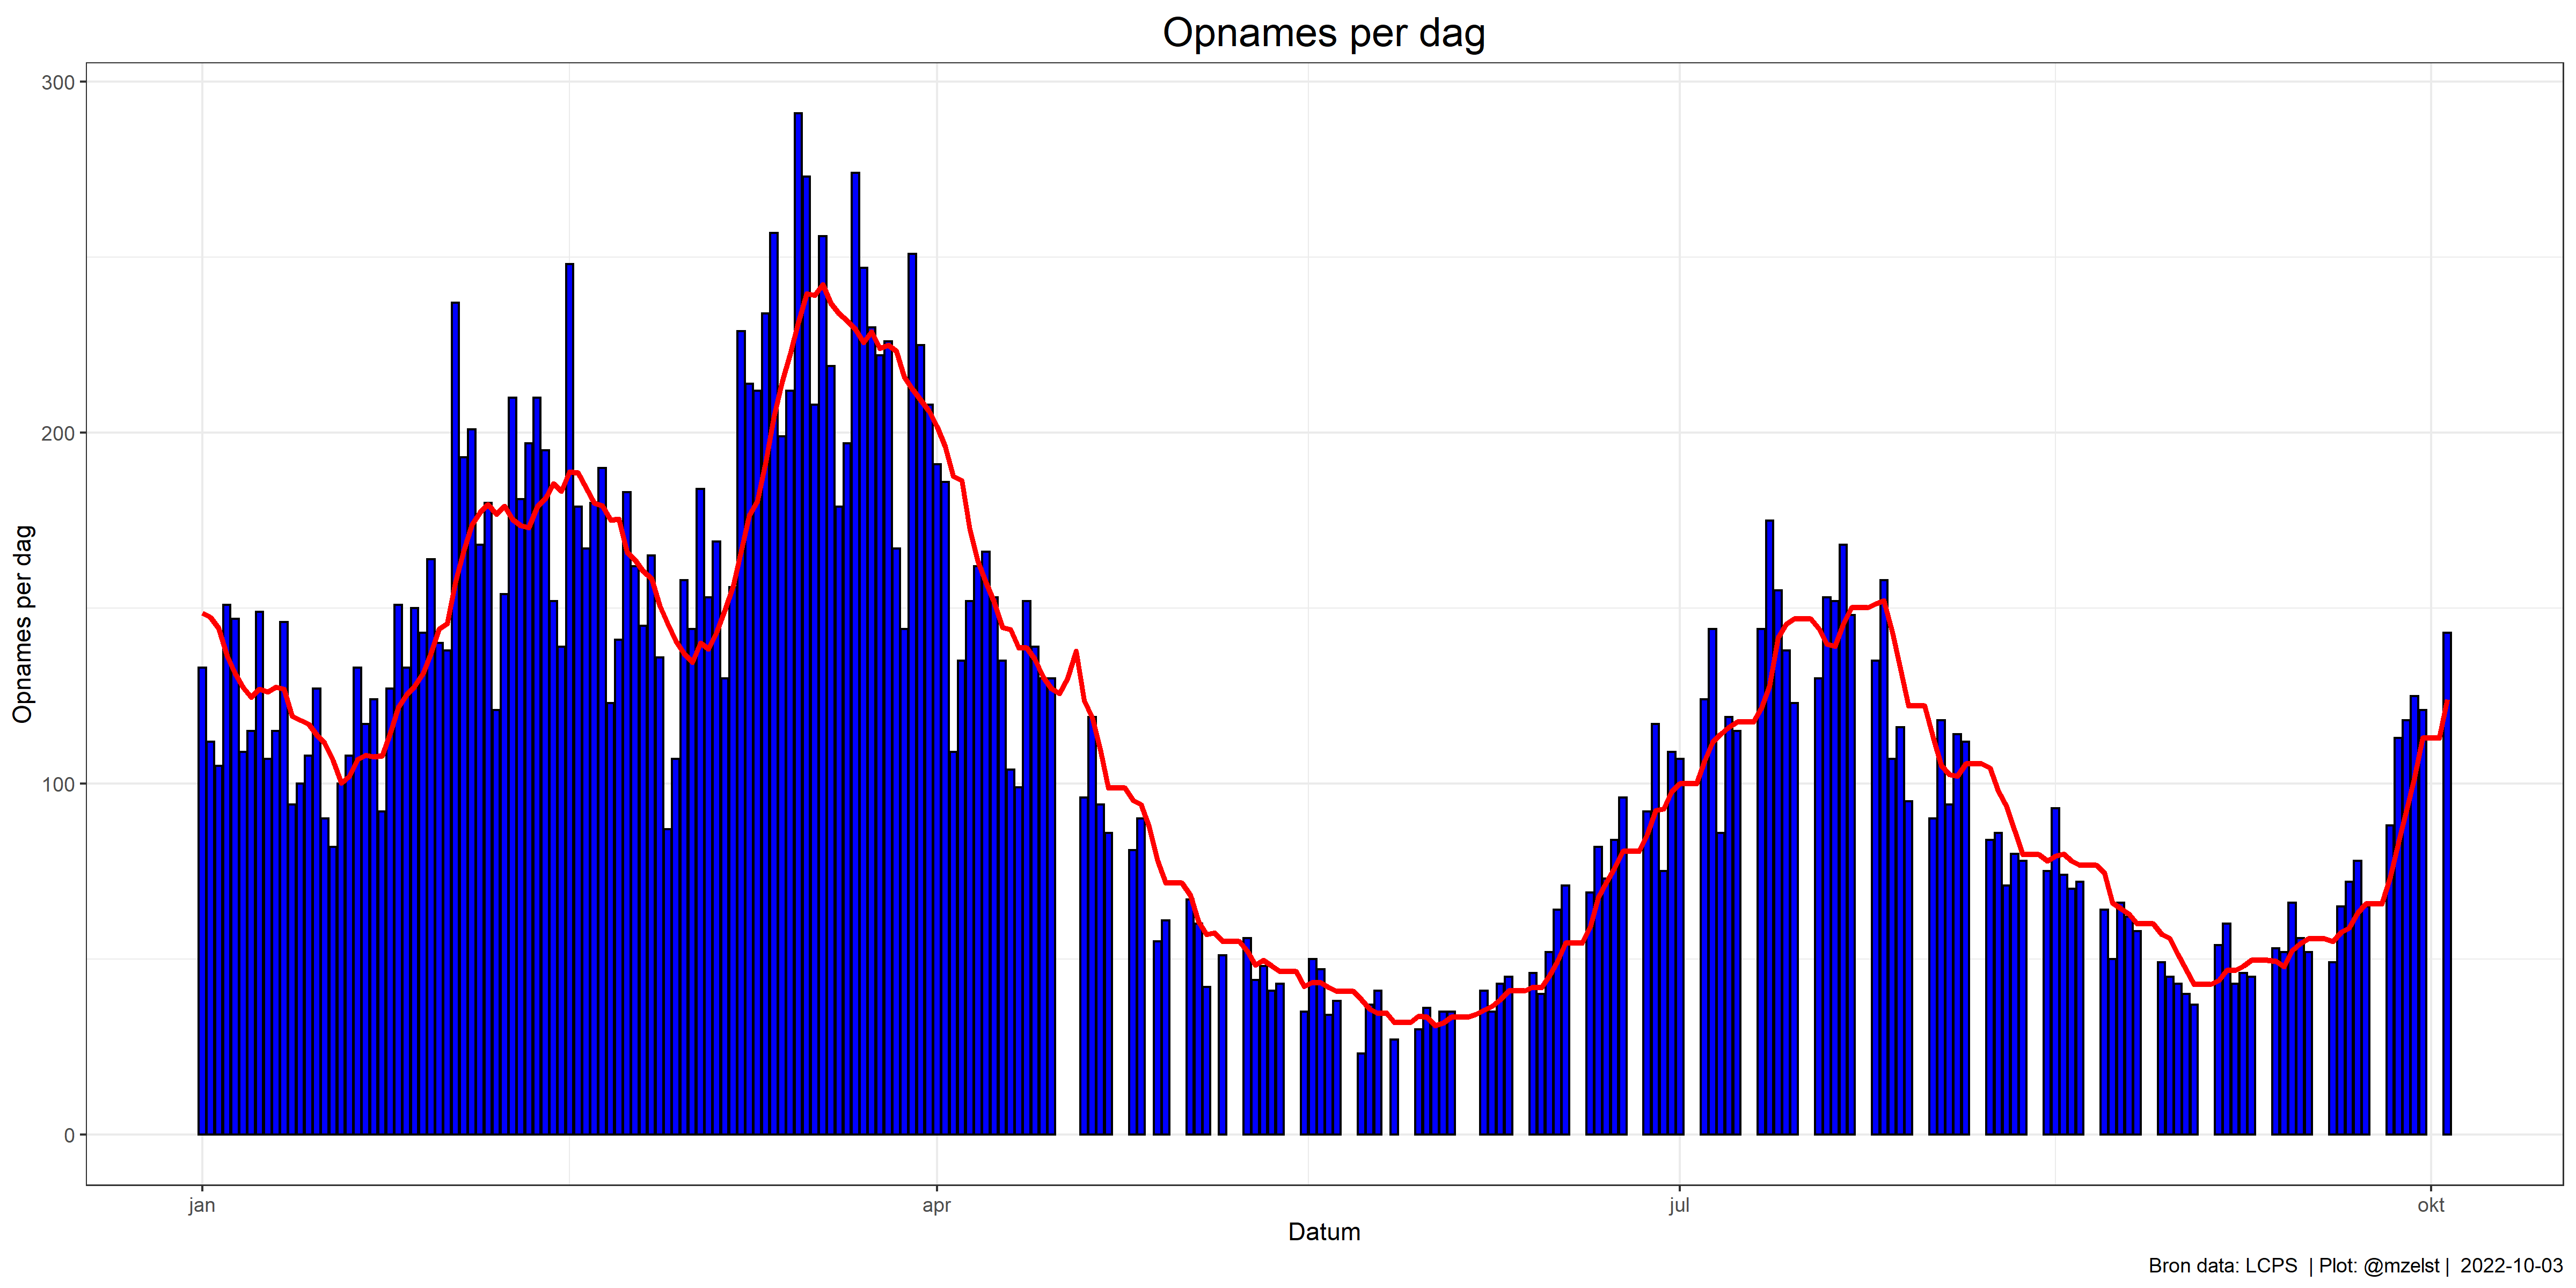 Opnames per dag
300
200
100
0
Opnames per dag
jan
apr
jul
okt
Datum
Bron data: LCPS | Plot: @mzelst | 2022-10-03